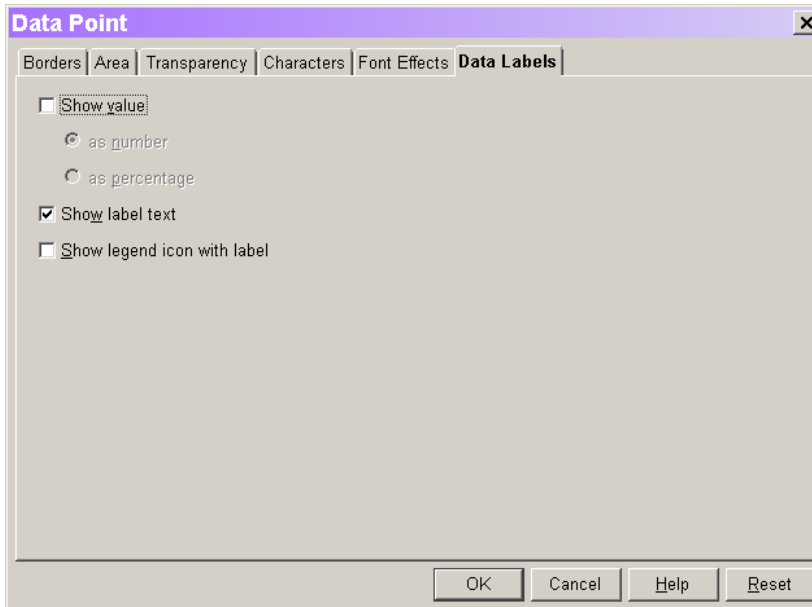 Data Point
Borders Area Transparency Characters Font Effects Data Labels
Show value
as number
as percentage
Show label text
Show legend icon with label
OK Cancel Help Reset